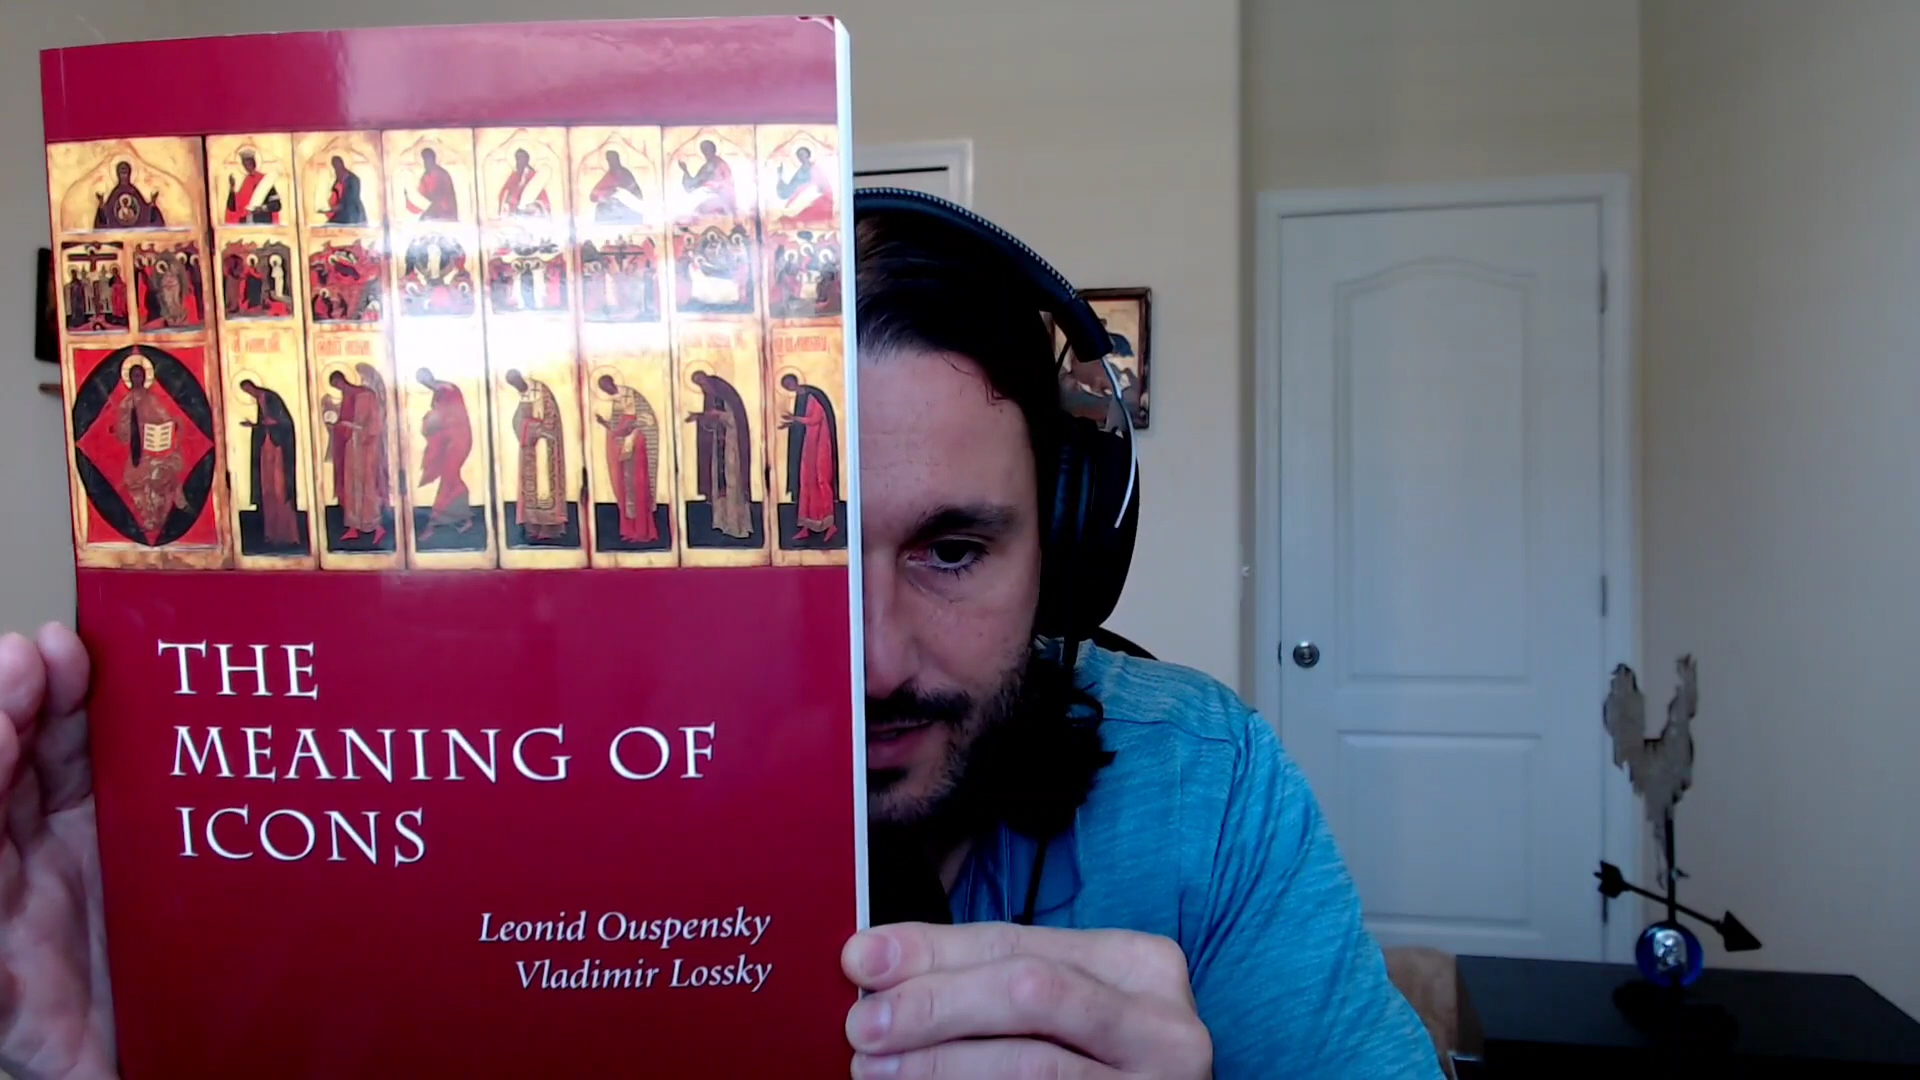 THE
MEANING OF
ICONS
Leonid Ouspensky
Vladimir Lossky